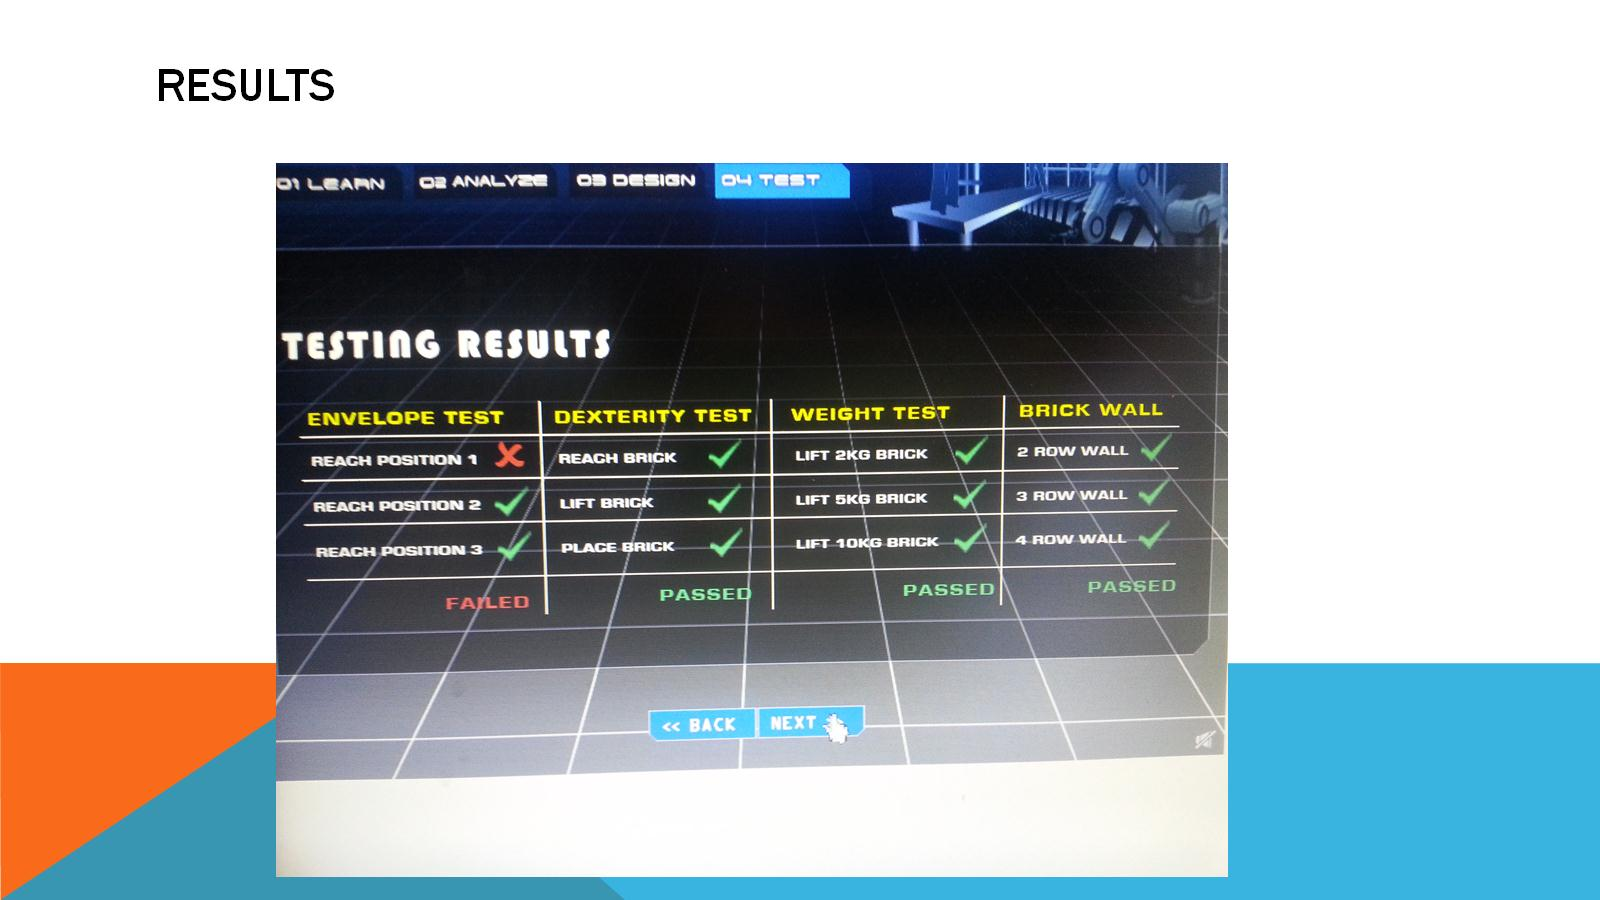 RESULTS
01 LEARN 02 ANALYZE 03 DESIGN 04 TEST
TESTING RESULTS
ENVELOPE TEST DEXTERITY TEST WEIGHT TEST BRICK WALL
REACH POSITION 1 REACH BRICK LIFT 2KG BRICK 2 ROW WALL
REACH POSITION 2 LIFT BRICK LIFT 5KG BRICK 3 ROW WALL
REACH POSITION 3 PLACE BRICK LIFT 10KG BRICK 4 ROW WALL
FAILED PASSED PASSED PASSED
<< BACK NEXT